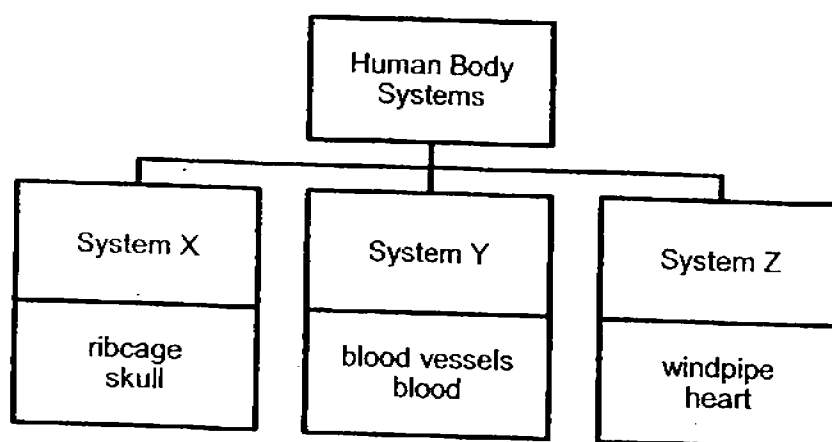 Human Body
Systems
System X
ribcage
skull
System Y
blood vessels
blood
System Z
windpipe
heart